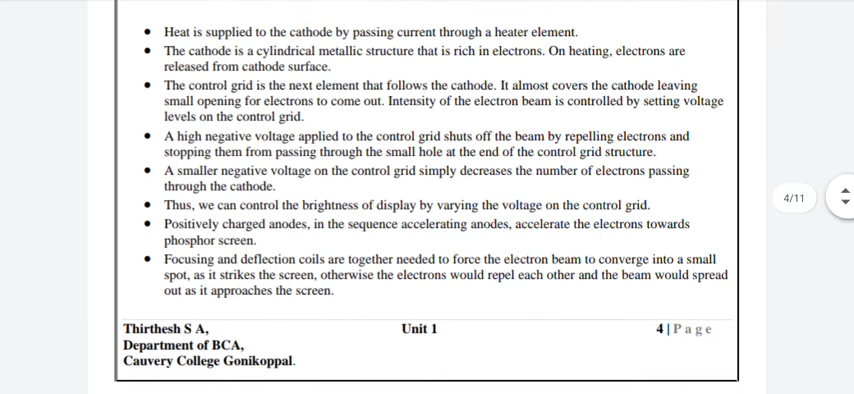 • Heat is supplied to the cathode by passing current through a heater element.
• The cathode is a cylindrical metallic structure that is rich in electrons. On heating, electrons are
released from cathode surface.
• The control grid is the next element that follows the cathode. It almost covers the cathode leaving
small opening for electrons to come out. Intensity of the electron beam is controlled by setting voltage
levels on the control grid.
• A high negative voltage applied to the control grid shuts off the beam by repelling electrons and
stopping them from passing through the small hole at the end of the control grid structure.
• A smaller negative voltage on the control grid simply decreases the number of electrons passing
through the cathode.
4/11
• Thus, we can control the brightness of display by varying the voltage on the control grid.
• Positively charged anodes, in the sequence accelerating anodes, accelerate the electrons towards
phosphor screen.
• Focusing and deflection coils are together needed to force the electron beam to converge into a small
spot, as it strikes the screen, otherwise the electrons would repel each other and the beam would spread
out as it approaches the screen.
Thirthesh S A, Unit 1 4 | P a g e
Department of BCA,
Cauvery College Gonikoppal.